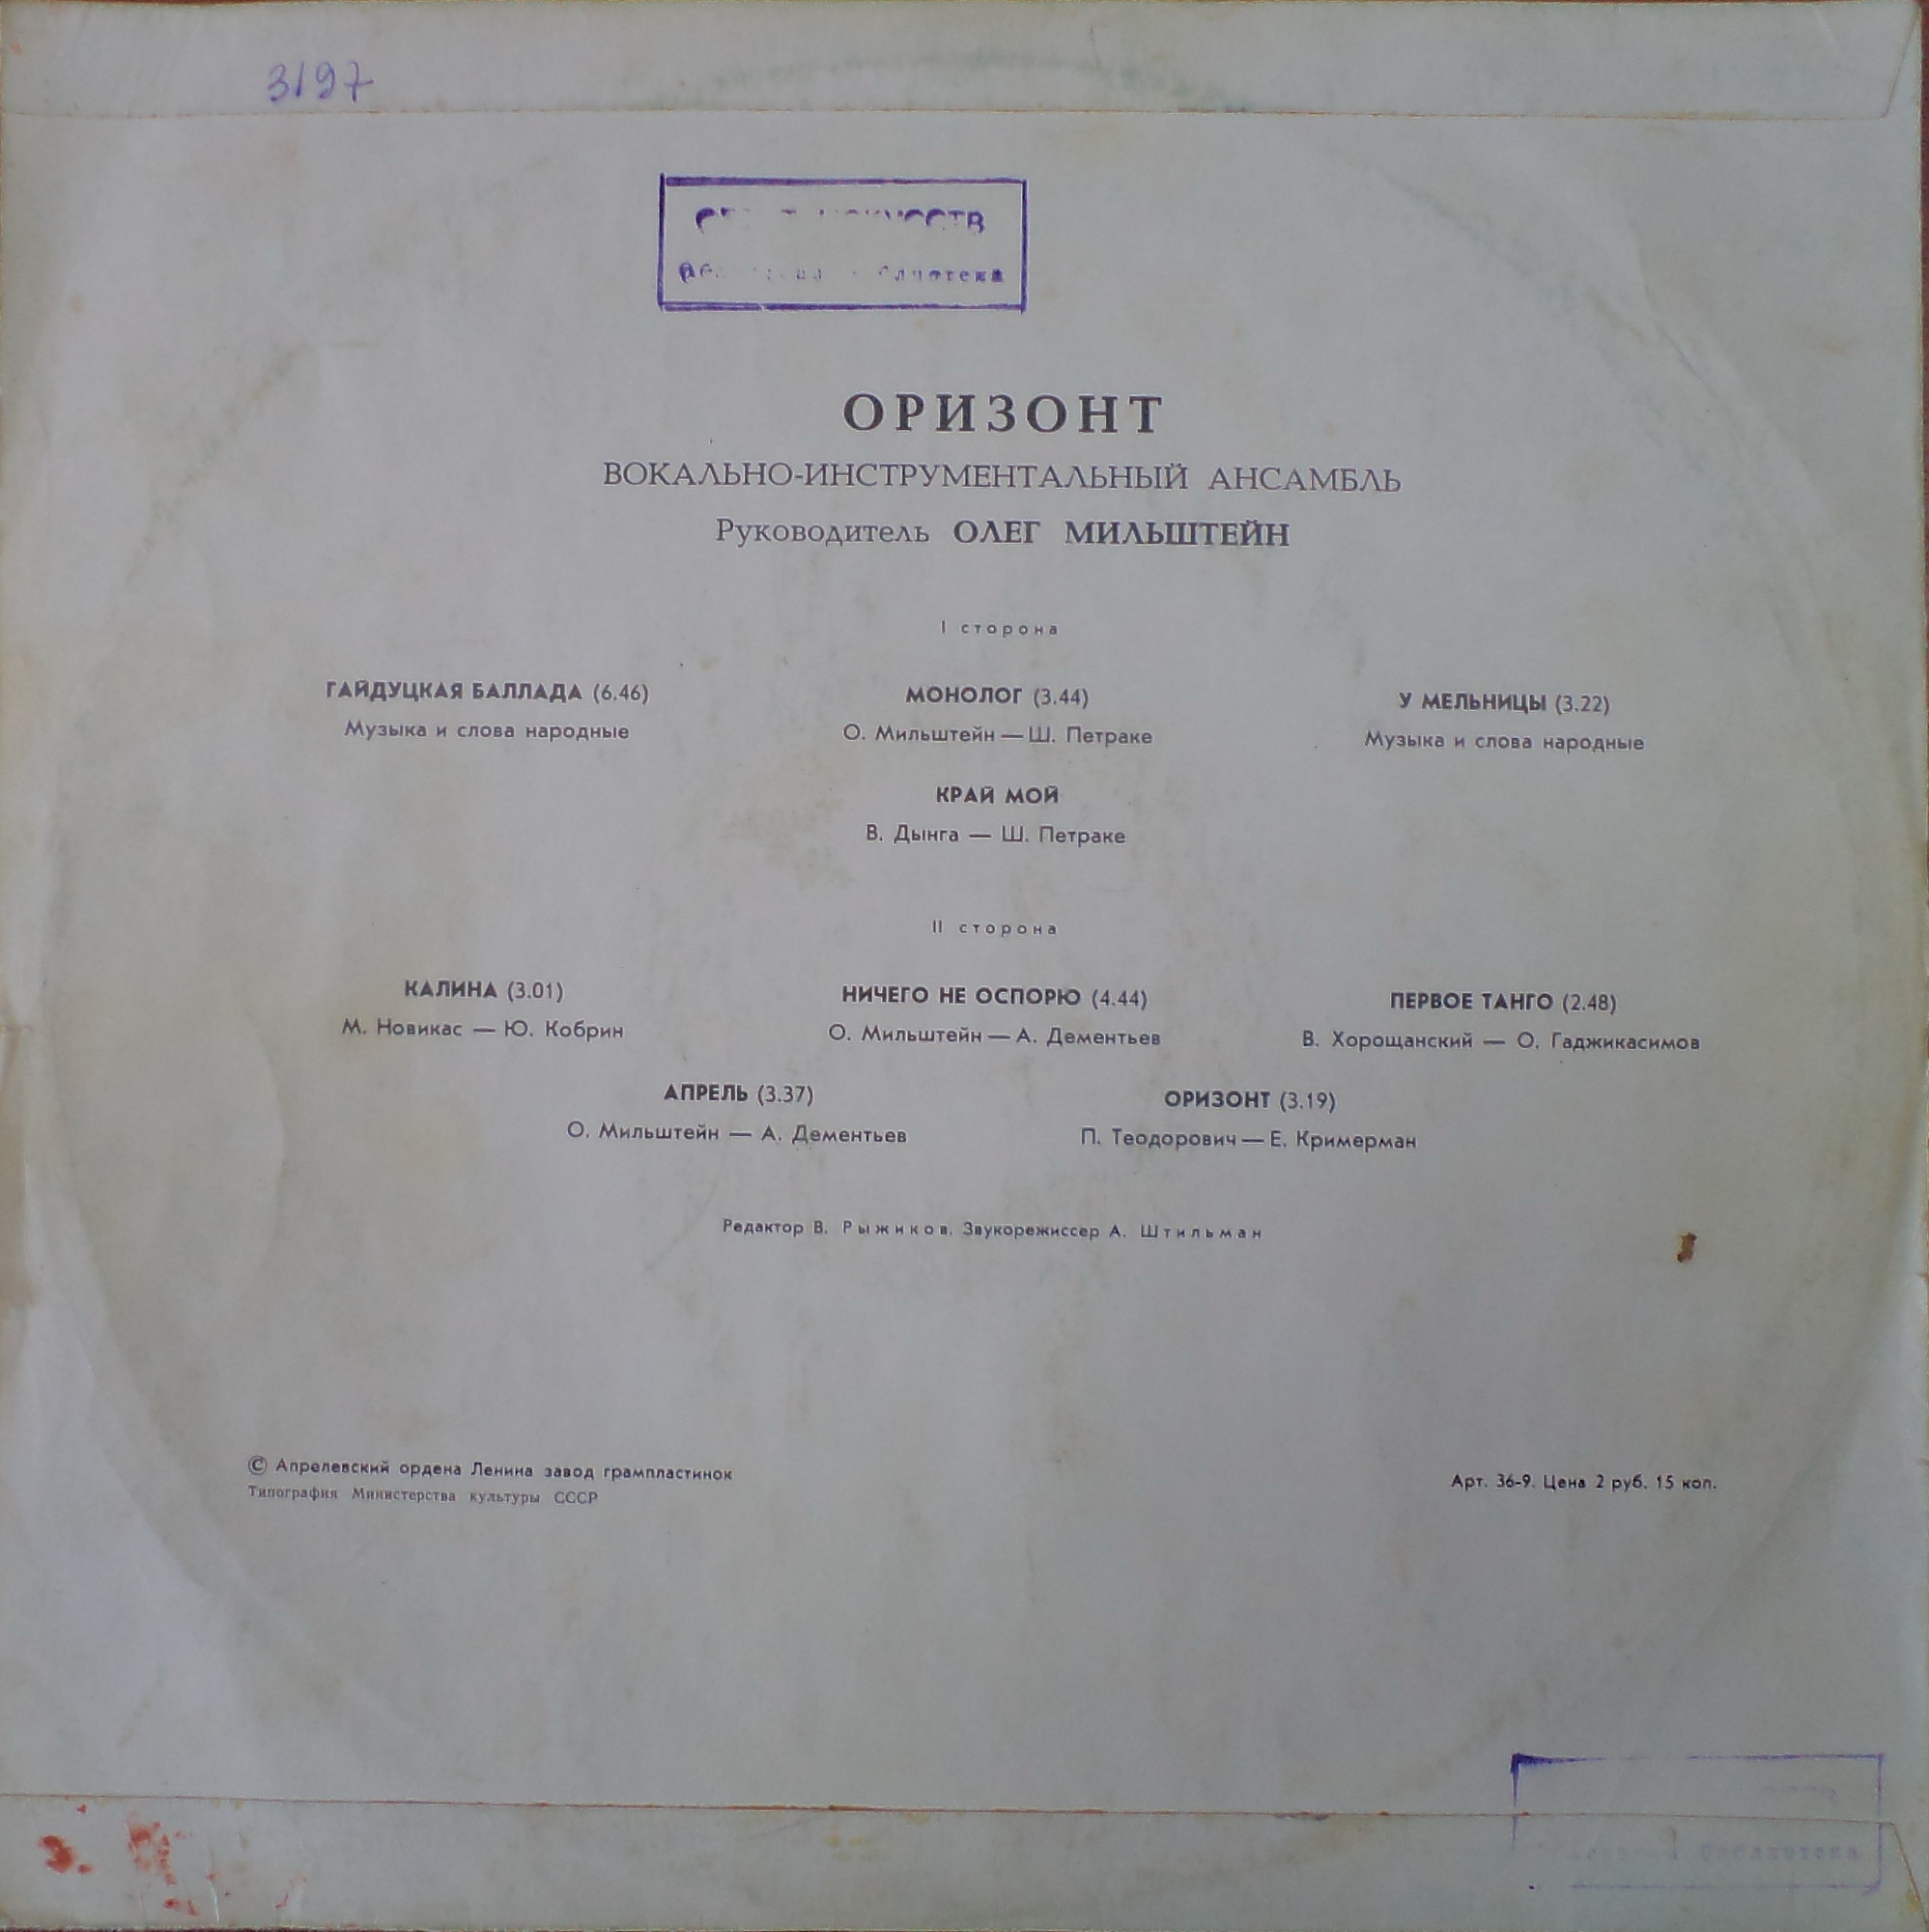 3197
ОРИЗОНТ
ВОКАЛЬНО-ИНСТРУМЕНТАЛЬНЫЙ АНСАМБЛЬ
Руководитель ОЛЕГ МИЛЬШТЕЙН
I сторона
ГАЙДУЦКАЯ БАЛЛАДА (6.46)
Музыка и слова народные
МОНОЛОГ (3.44)
О. Мильштейн — Ш. Петраке
У МЕЛЬНИЦЫ (3.22)
Музыка и слова народные
КРАЙ МОЙ
В. Дынга — Ш. Петраке
II сторона
КАЛИНА (3.01)
М. Новикас — Ю. Кобрин
НИЧЕГО НЕ ОСПОРЮ (4.44)
О. Мильштейн — А. Дементьев
ПЕРВОЕ ТАНГО (2.48)
В. Хорощанский — О. Гаджикасимов
АПРЕЛЬ (3.37)
О. Мильштейн — А. Дементьев
ОРИЗОНТ (3.19)
П. Теодорович — Е. Кримерман
Редактор В. Рыжиков. Звукорежиссер А. Штильман
© Апрелевский ордена Ленина завод грампластинок
Типография Министерства культуры СССР
Арт. 36-9. Цена 2 руб. 15 коп.
библиотека